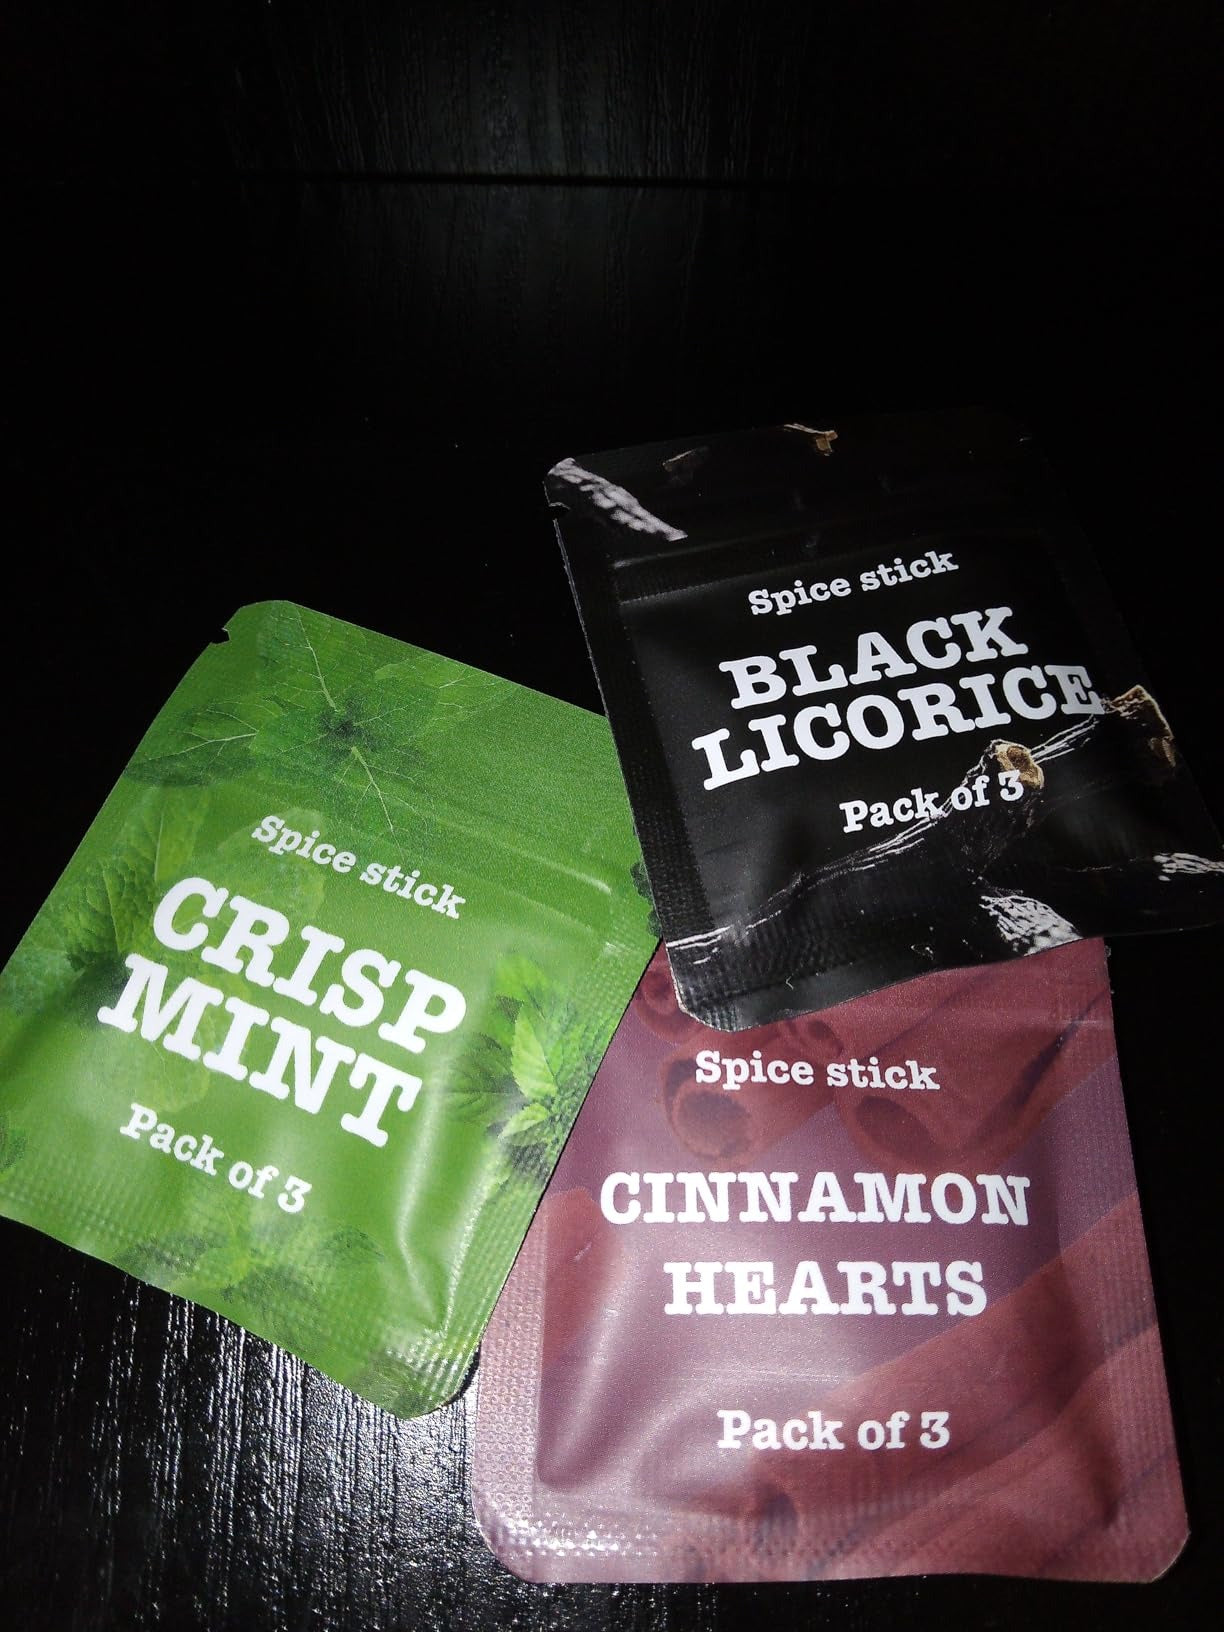 Spice stick
BLACK
LICORICE
Pack of 3
Spice stick
CRISP
MINT
Pack of 3
Spice stick
CINNAMON
HEARTS
Pack of 3